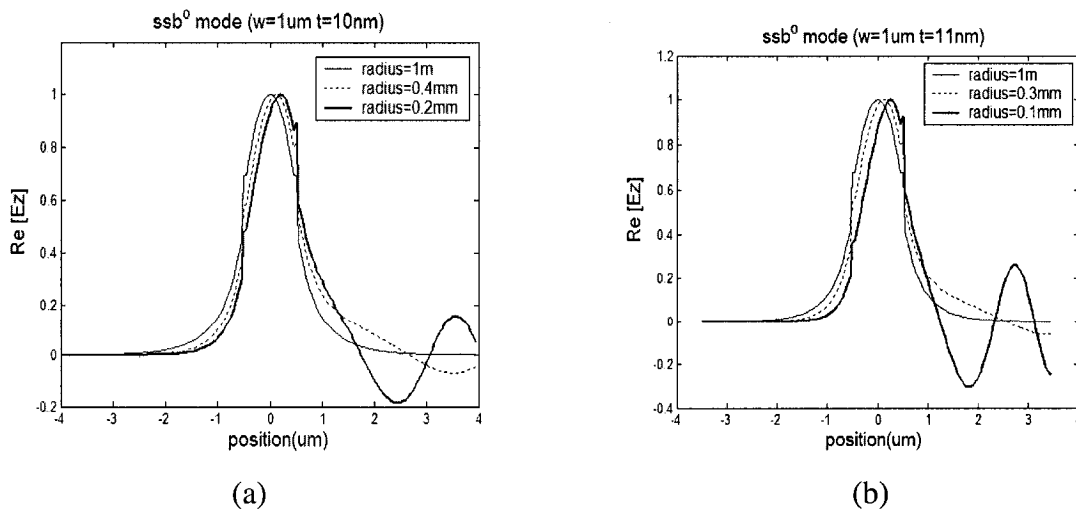 ssb⁰ mode (w=1um t=10nm)
radius=1m
radius=0.4mm
radius=0.2mm
Re [Ez]
1
0.8
0.6
0.4
0.2
0
-0.2
-4 -3 -2 -1 0 1 2 3 4
position(um)
(a)
ssb⁰ mode (w=1um t=11nm)
radius=1m
radius=0.3mm
radius=0.1mm
Re [Ez]
1.2
1
0.8
0.6
0.4
0.2
0
-0.2
-0.4
-4 -3 -2 -1 0 1 2 3 4
position(um)
(b)